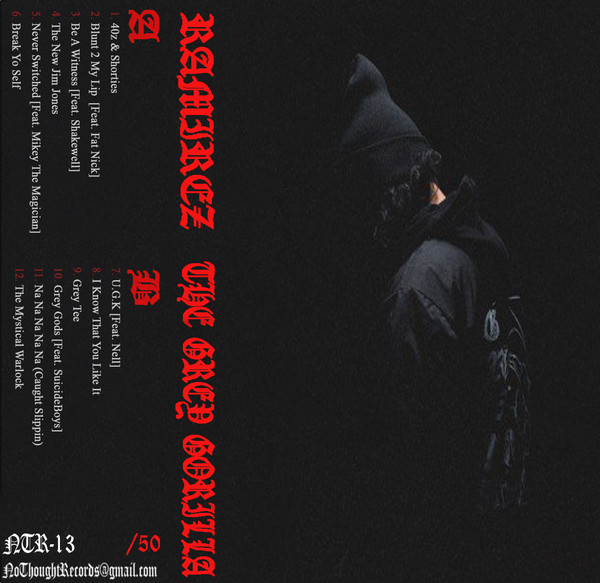 RAMIREZ THE GREY GORILLA
A
1. 40z & Shorties
2. Blunt 2 My Lip [Feat. Fat Nick]
3. Be A Witness [Feat. Shakewell]
4. The New Jim Jones
5. Never Switched [Feat. Mikey The Magician]
6. Break Yo Self
B
7. U.G.K [Feat. Nell]
8. I Know That You Like It
9. Grey Tee
10. Grey Gods [Feat. SuicideBoys]
11. Na Na Na Na Na (Caught Slippin)
12. The Mystical Warlock
NTR-13
/50
NoThoughtRecords@gmail.com